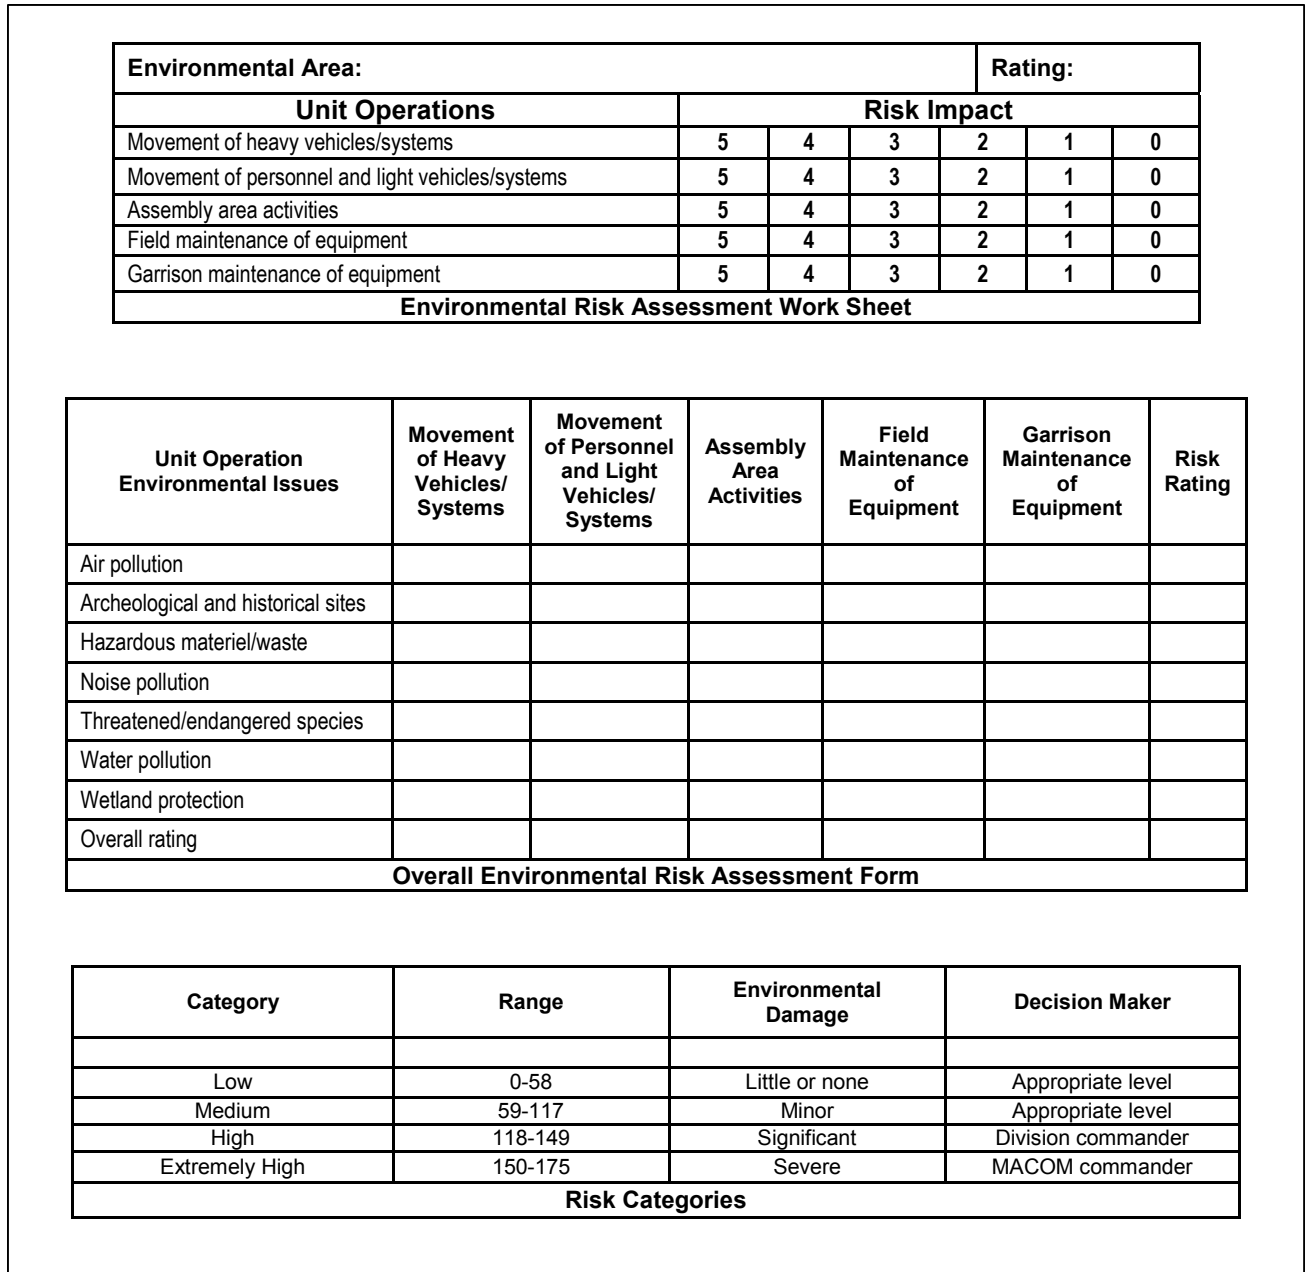 Environmental Area: Rating:
Unit Operations Risk Impact
Movement of heavy vehicles/systems 5 4 3 2 1 0
Movement of personnel and light vehicles/systems 5 4 3 2 1 0
Assembly area activities 5 4 3 2 1 0
Field maintenance of equipment 5 4 3 2 1 0
Garrison maintenance of equipment 5 4 3 2 1 0
Environmental Risk Assessment Work Sheet
Unit Operation
Environmental Issues
Movement
of Heavy
Vehicles/
Systems
Movement
of Personnel
and Light
Vehicles/
Systems
Assembly
Area
Activities
Field
Maintenance
of
Equipment
Garrison
Maintenance
of
Equipment
Risk
Rating
Air pollution
Archeological and historical sites
Hazardous materiel/waste
Noise pollution
Threatened/endangered species
Water pollution
Wetland protection
Overall rating
Overall Environmental Risk Assessment Form
Category Range Environmental
Damage Decision Maker
Low 0-58 Little or none Appropriate level
Medium 59-117 Minor Appropriate level
High 118-149 Significant Division commander
Extremely High 150-175 Severe MACOM commander
Risk Categories